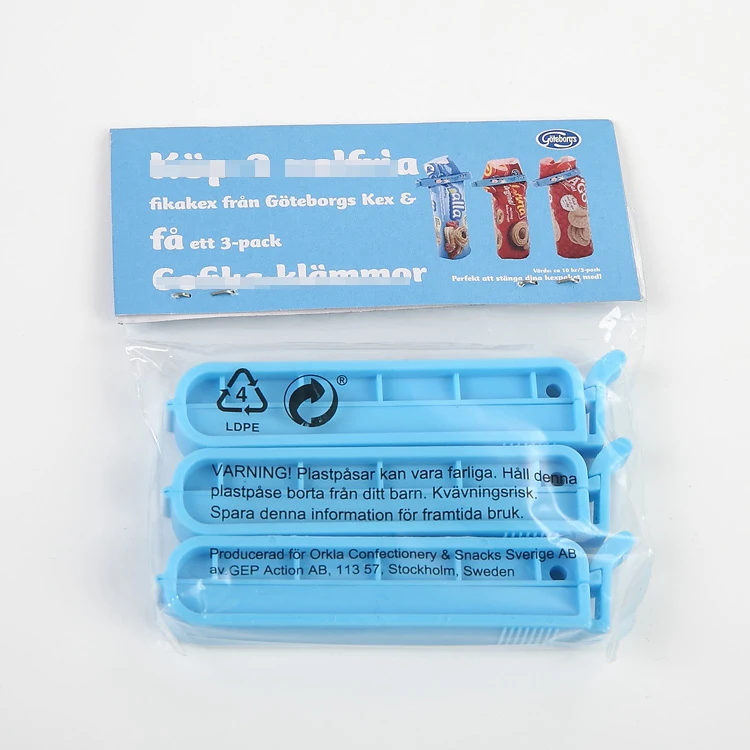 Göteborgs
fikakex från Göteborgs Kex &
få ett 3-pack
klämmor
Värde: ca 10 kr/3-pack
Perfekt att stänga dina kexpaket med!
4
LDPE
®
VARNING! Plastpåsar kan vara farliga. Håll denna
plastpåse borta från ditt barn. Kvävningsrisk.
Spara denna information för framtida bruk.
Producerad för Orkla Confectionery & Snacks Sverige AB
av GEP Action AB, 113 57, Stockholm, Sweden